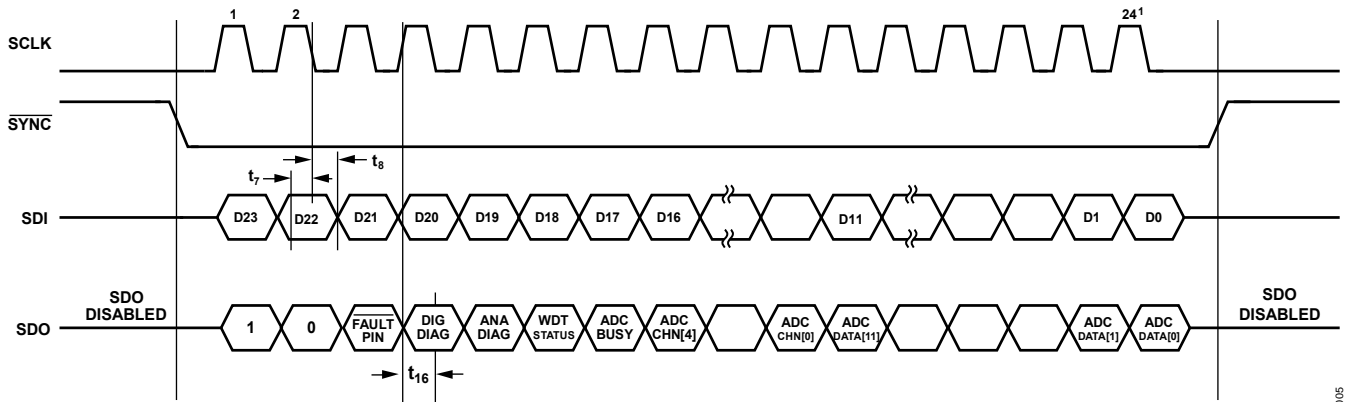 1 2 24¹
SCLK
SYNC
t₈
t₇
SDI D23 D22 D21 D20 D19 D18 D17 D16 D11 D1 D0
SDO DISABLED
SDO
1 0 FAULT PIN DIG DIAG ANA DIAG WDT STATUS ADC BUSY ADC CHN[4] ADC CHN[0] ADC DATA[11] ADC DATA[1] ADC DATA[0]
SDO DISABLED
t₁₆
005